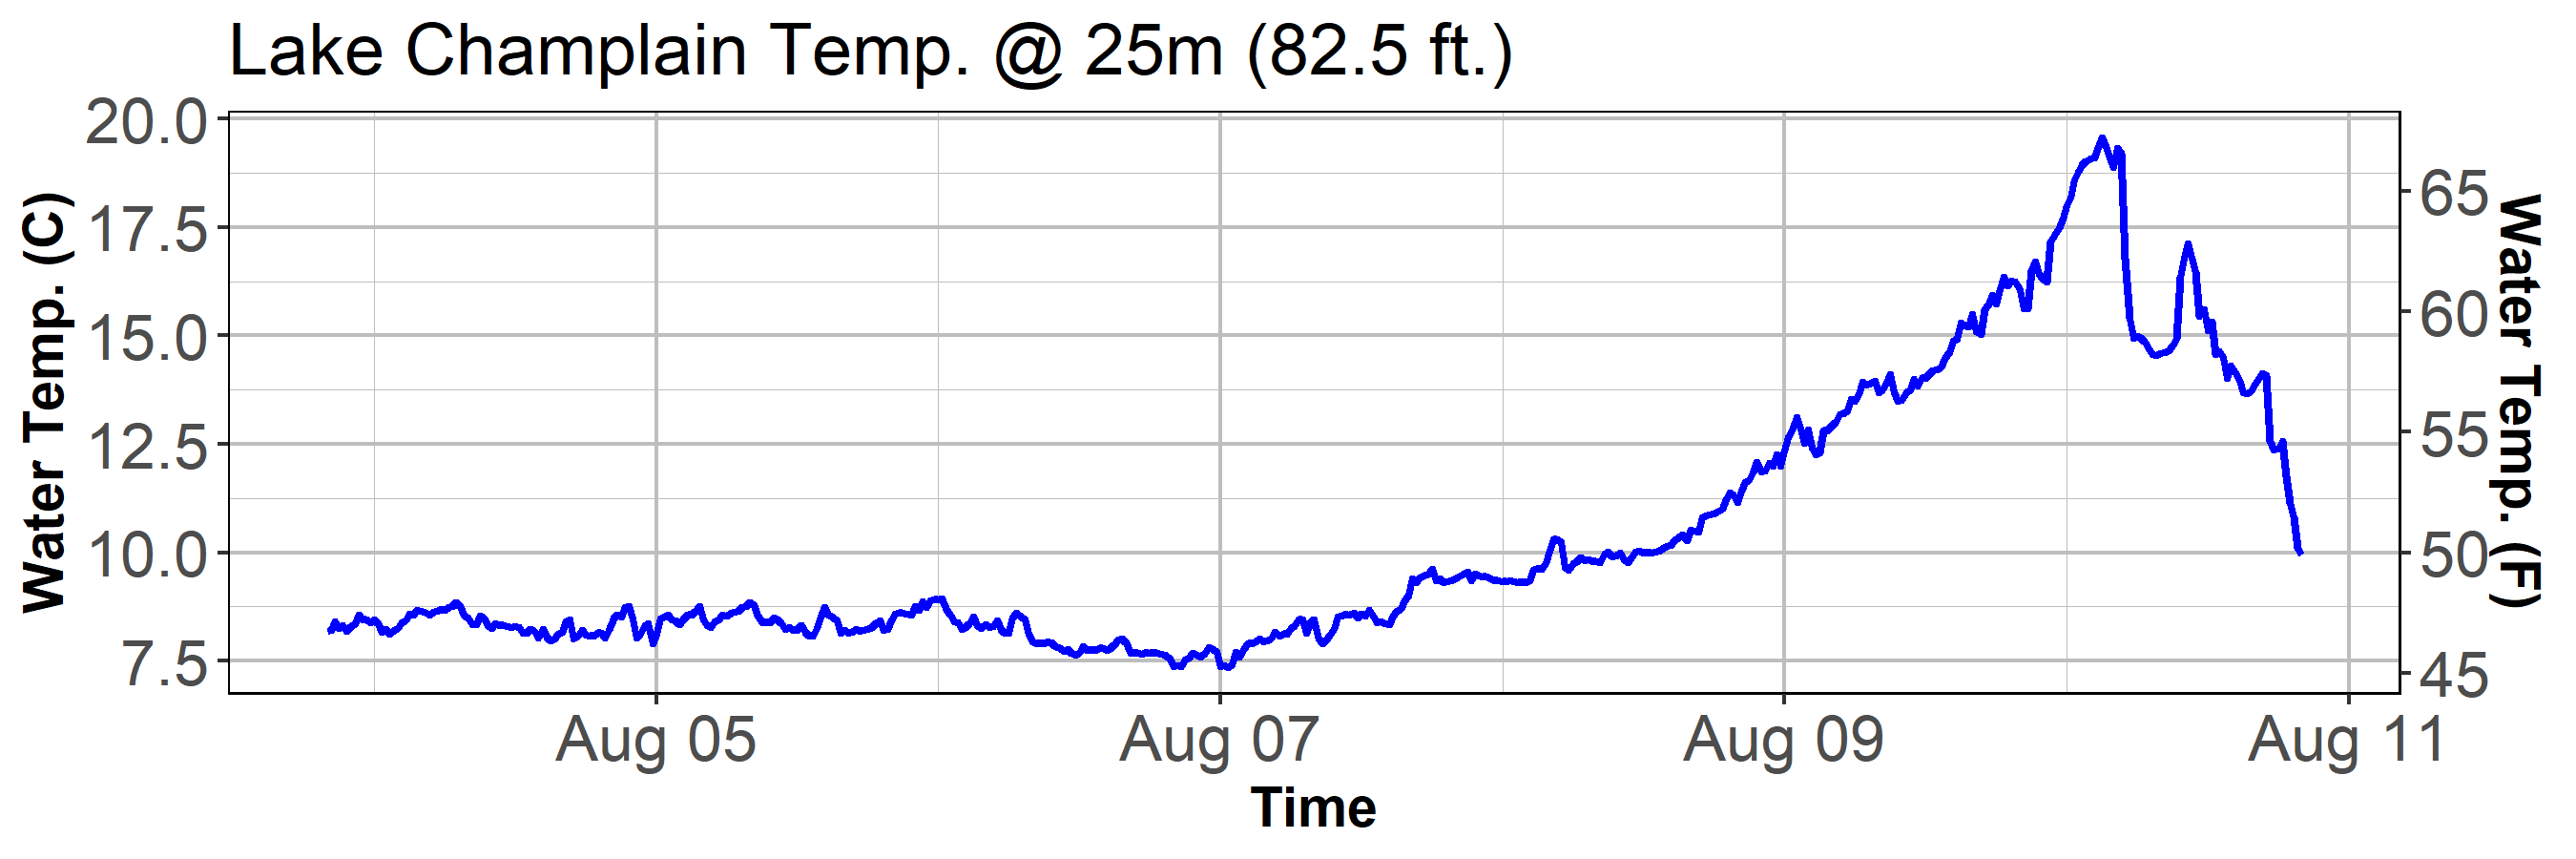 Lake Champlain Temp. @ 25m (82.5 ft.)
Water Temp. (C)
20.0
17.5
15.0
12.5
10.0
7.5
65
60
55
50
45
Water Temp. (F)
Aug 05
Aug 07
Aug 09
Aug 11
Time